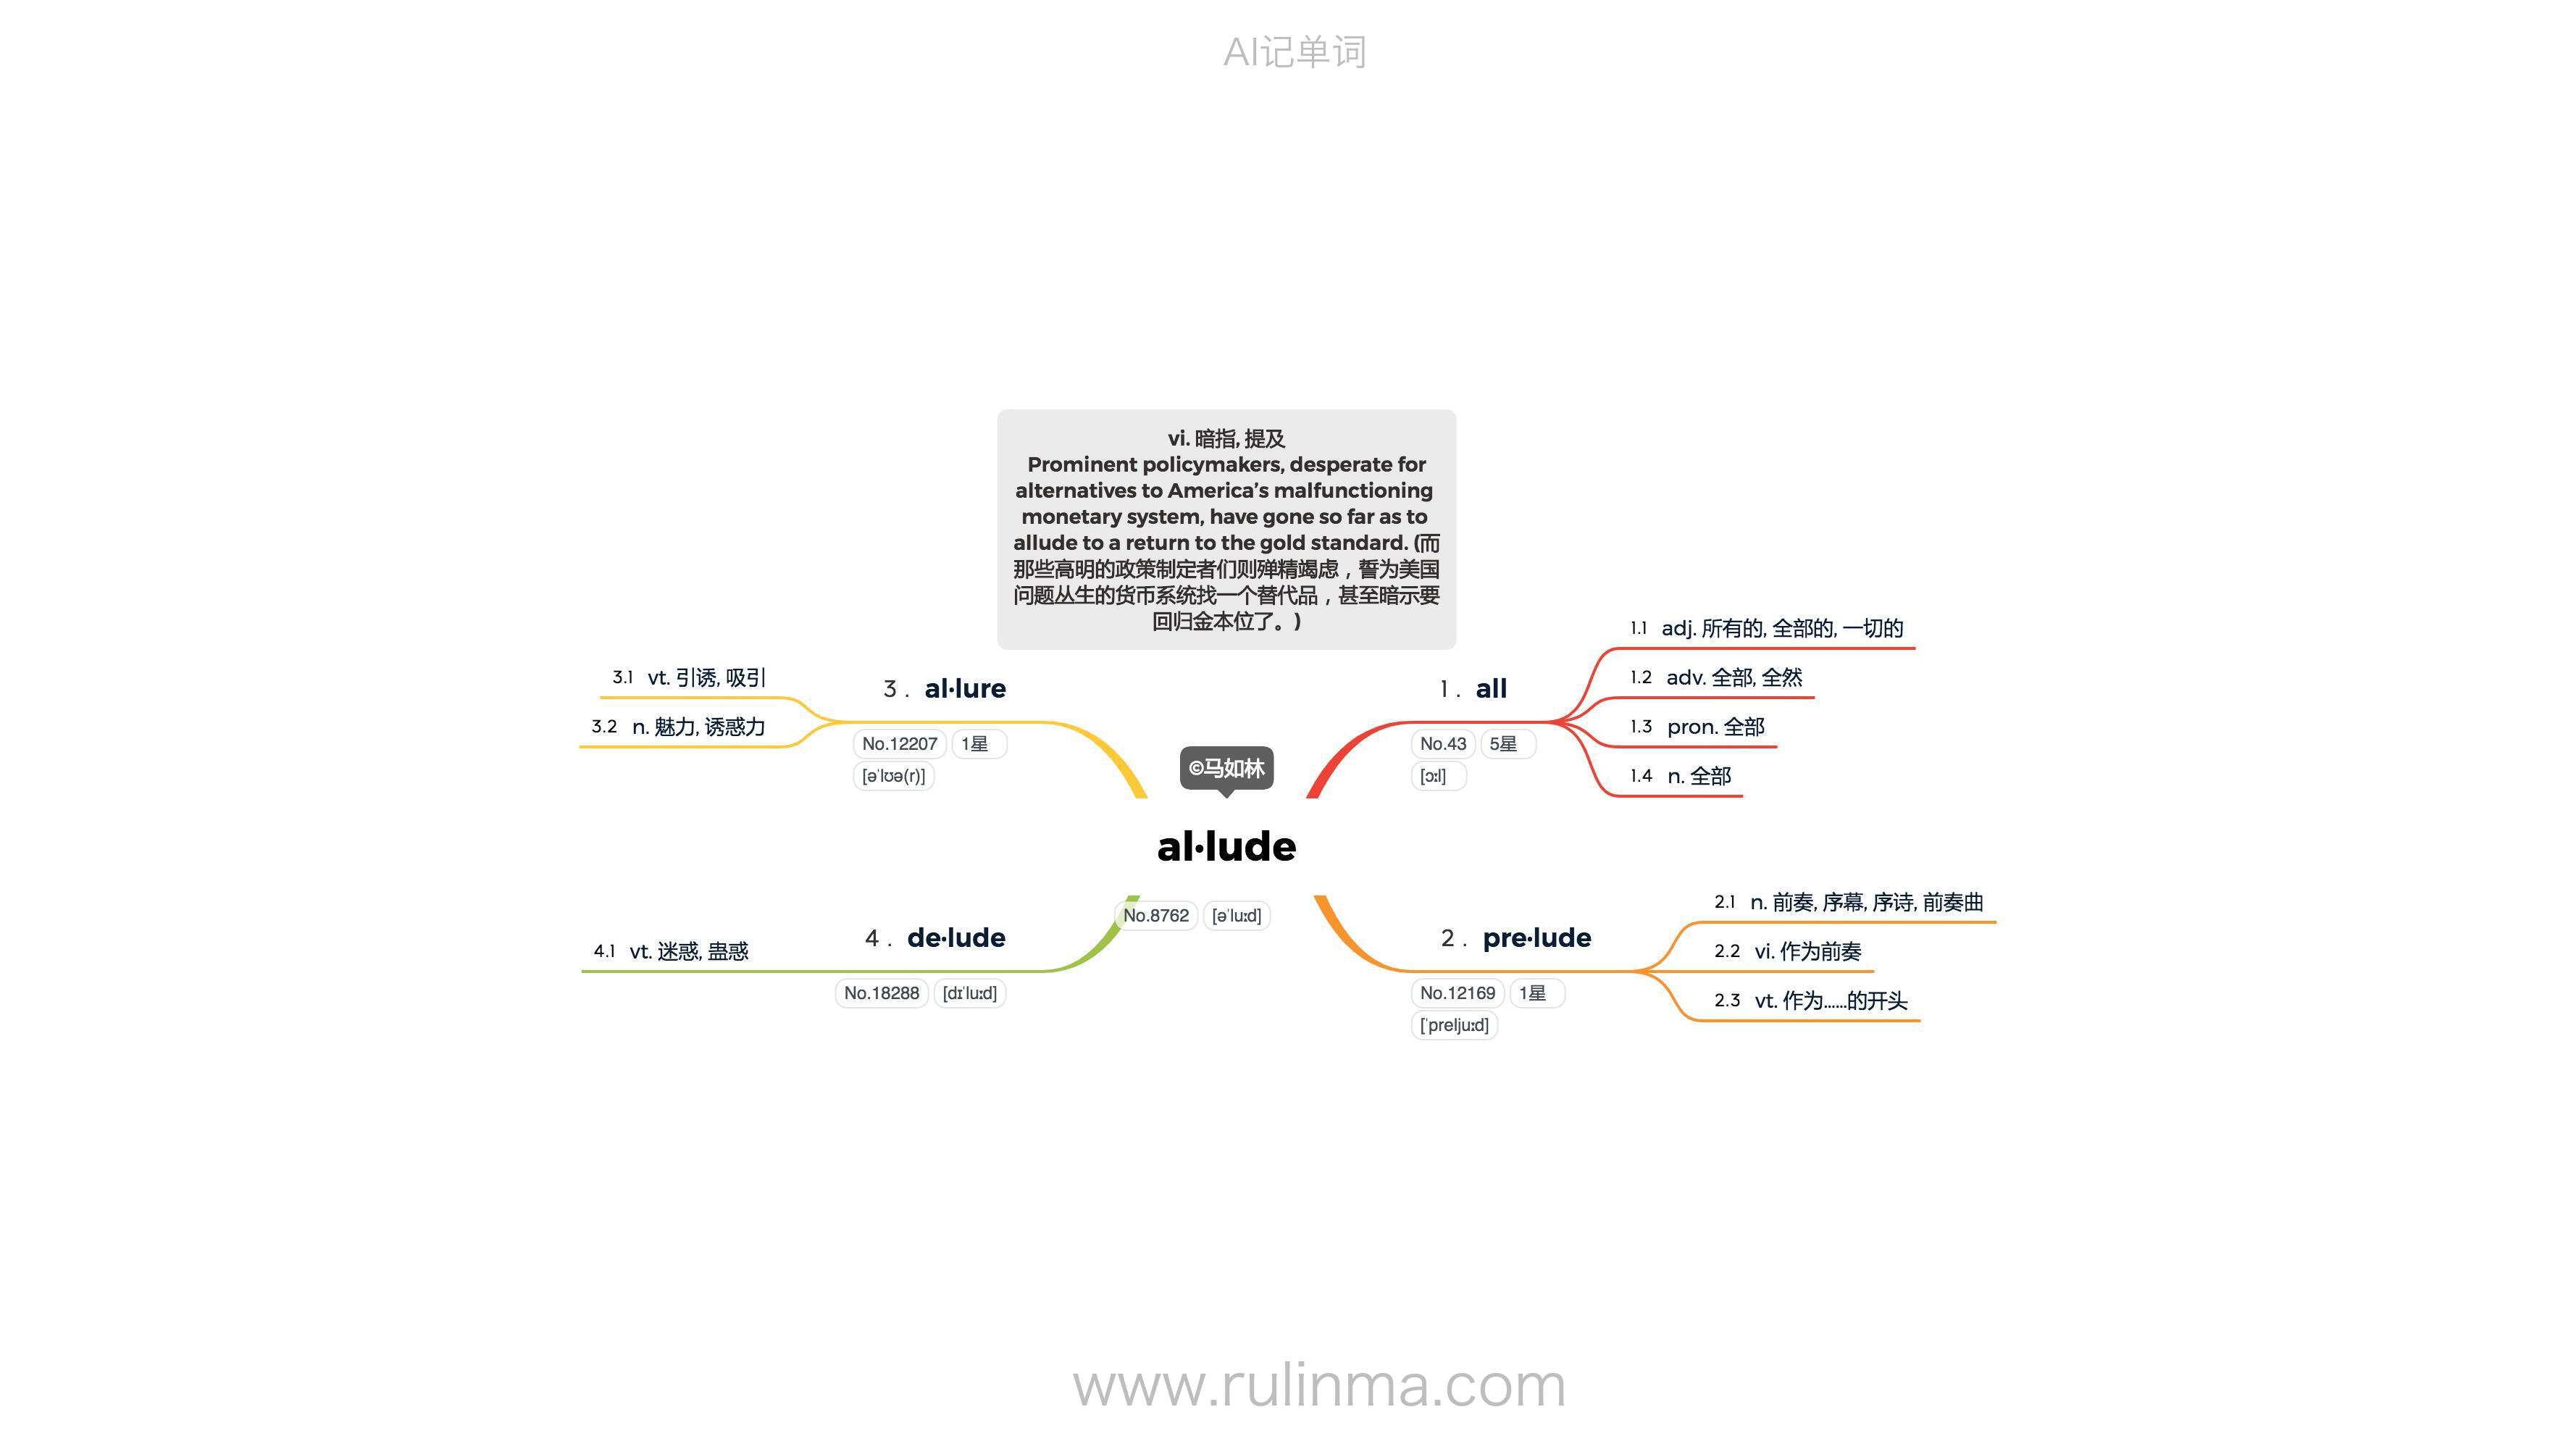 AI记单词
vi. 暗指, 提及
Prominent policymakers, desperate for
alternatives to America’s malfunctioning
monetary system, have gone so far as to
allude to a return to the gold standard. (而
那些高明的政策制定者们则殚精竭虑，誓为美国
问题丛生的货币系统找一个替代品，甚至暗示要
回归金本位了。)
©马如林
al·lude
No.8762 [əˈluːd]
1. all
No.43 5星
[ɔːl]
1.1 adj. 所有的, 全部的, 一切的
1.2 adv. 全部, 全然
1.3 pron. 全部
1.4 n. 全部
2. pre·lude
No.12169 1星
[ˈpreljuːd]
2.1 n. 前奏, 序幕, 序诗, 前奏曲
2.2 vi. 作为前奏
2.3 vt. 作为……的开头
3. al·lure
No.12207 1星
[əˈlʊə(r)]
3.1 vt. 引诱, 吸引
3.2 n. 魅力, 诱惑力
4. de·lude
No.18288 [dɪˈluːd]
4.1 vt. 迷惑, 蛊惑
www.rulinma.com